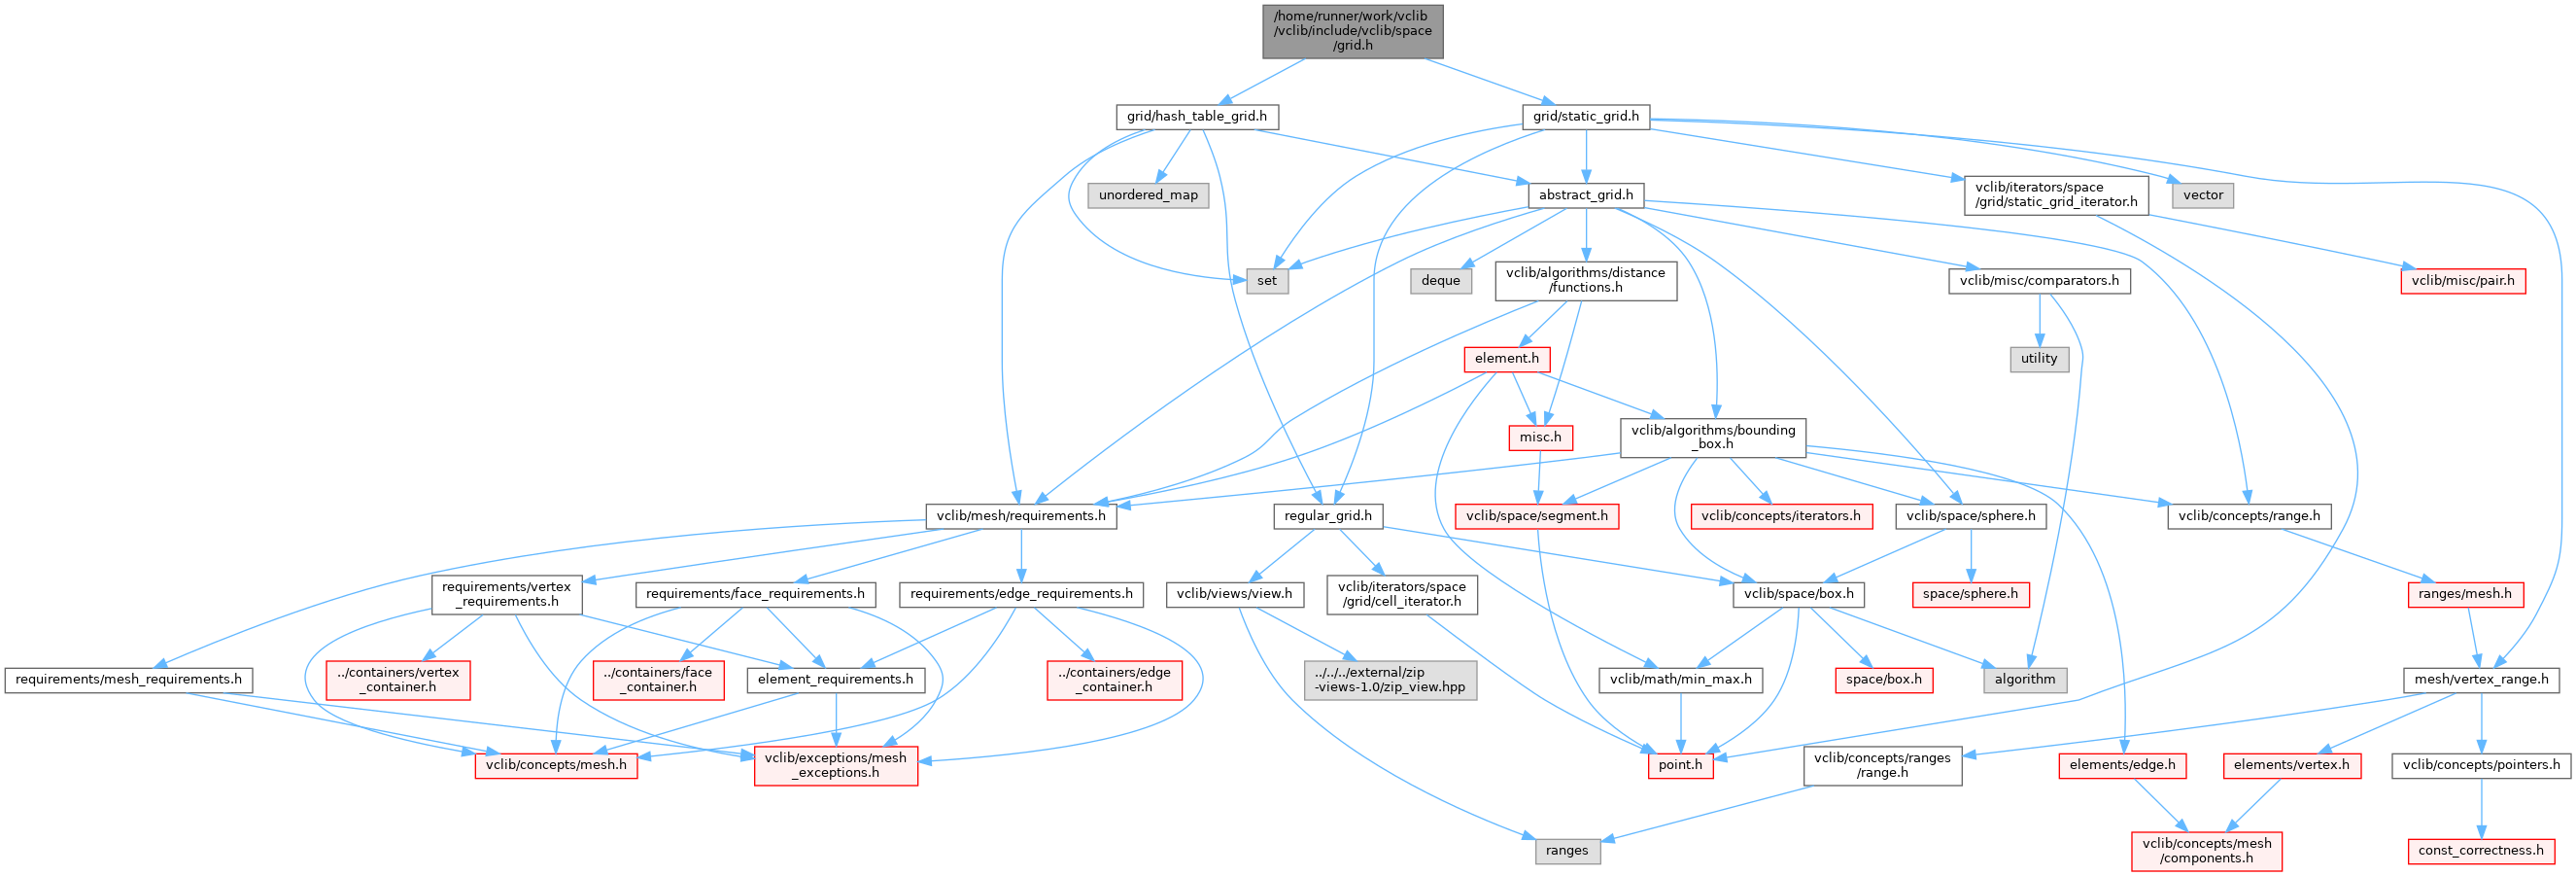 /home/runner/work/vclib
/vclib/include/vclib/space
/grid.h
grid/hash_table_grid.h
grid/static_grid.h
unordered_map
abstract_grid.h
vclib/iterators/space
/grid/static_grid_iterator.h
vector
set
deque
vclib/algorithms/distance
/functions.h
vclib/misc/comparators.h
vclib/misc/pair.h
element.h
utility
misc.h
vclib/algorithms/bounding
_box.h
vclib/mesh/requirements.h
regular_grid.h
vclib/space/segment.h
vclib/concepts/iterators.h
vclib/space/sphere.h
vclib/concepts/range.h
requirements/vertex
_requirements.h
requirements/face_requirements.h
requirements/edge_requirements.h
vclib/views/view.h
vclib/iterators/space
/grid/cell_iterator.h
vclib/space/box.h
space/sphere.h
ranges/mesh.h
requirements/mesh_requirements.h
../containers/vertex
_container.h
../containers/face
_container.h
element_requirements.h
../containers/edge
_container.h
../../../external/zip
-views-1.0/zip_view.hpp
vclib/math/min_max.h
space/box.h
algorithm
mesh/vertex_range.h
vclib/concepts/mesh.h
vclib/exceptions/mesh
_exceptions.h
point.h
vclib/concepts/ranges
/range.h
elements/edge.h
elements/vertex.h
vclib/concepts/pointers.h
ranges
vclib/concepts/mesh
/components.h
const_correctness.h